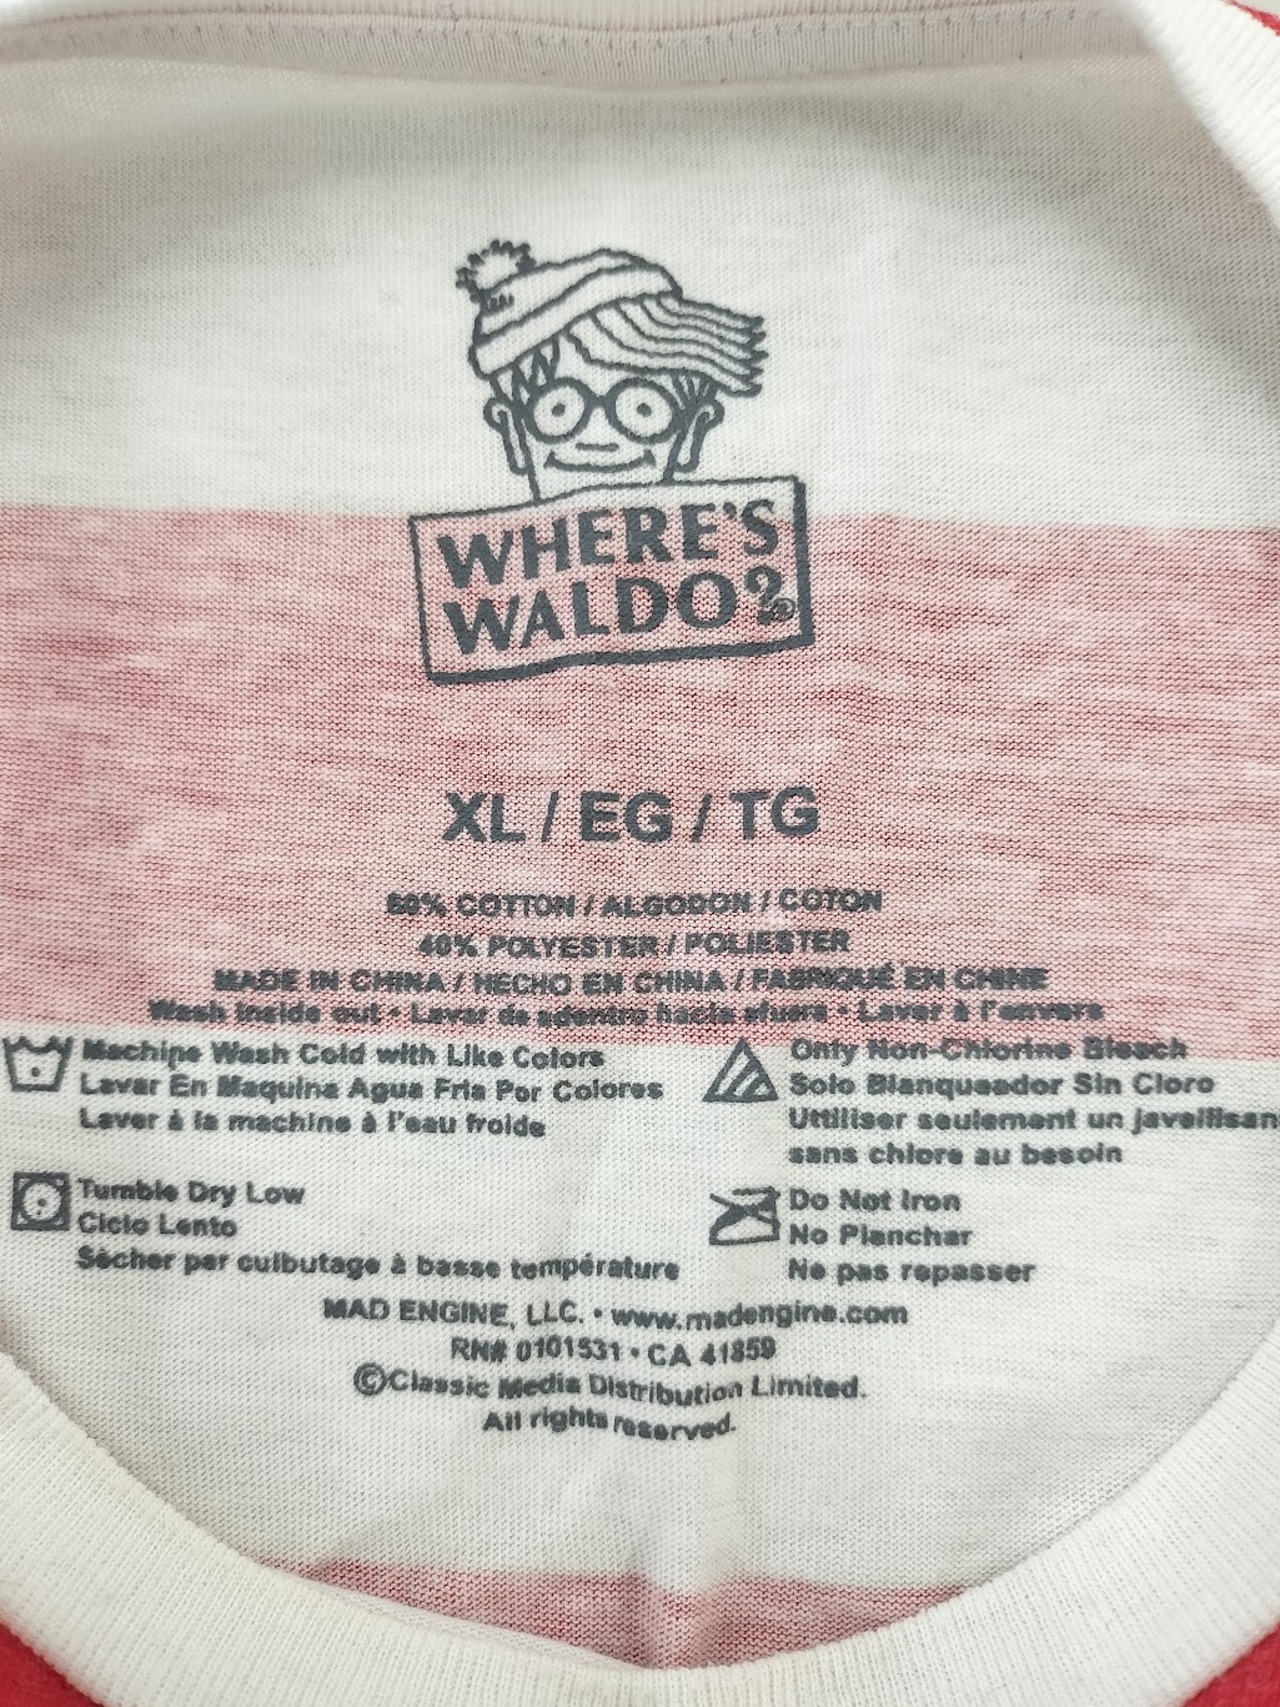 WHERE'S
WALDO?®
XL / EG / TG
60% COTTON / ALGODON / COTON
40% POLYESTER / POLIESTER
MADE IN CHINA / HECHO EN CHINA / FABRIQUÉ EN CHINE
Wash inside out • Lavar de adentro hacia afuera • Laver à l'envers
Machine Wash Cold with Like Colors
Lavar En Maquina Agua Fria Por Colores
Laver à la machine à l'eau froide
Only Non-Chlorine Bleach
Solo Blanqueador Sin Cloro
Uttiliser seulement un javellisan
sans chlore au besoin
Tumble Dry Low
Ciclo Lento
Sècher par culbutage à basse température
Do Not Iron
No Planchar
Ne pas repasser
MAD ENGINE, LLC. • www.madengine.com
RN# 0101531 • CA 41859
©Classic Media Distribution Limited.
All rights reserved.